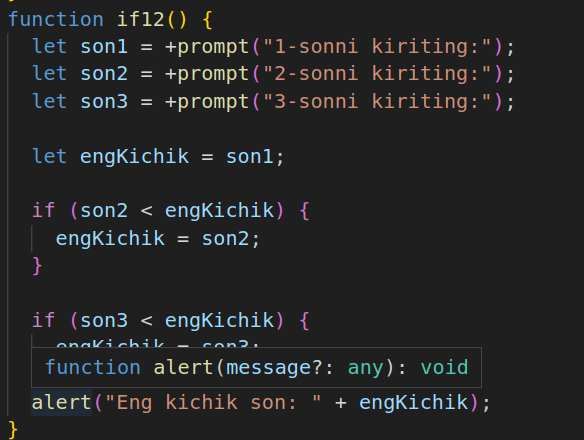 function if12() {
let son1 = +prompt("1-sonni kiriting:");
let son2 = +prompt("2-sonni kiriting:");
let son3 = +prompt("3-sonni kiriting:");
let engKichik = son1;
if (son2 < engKichik) {
engKichik = son2;
}
if (son3 < engKichik) {
engKichik = son3;
function alert(message?: any): void
alert("Eng kichik son: " + engKichik);
}